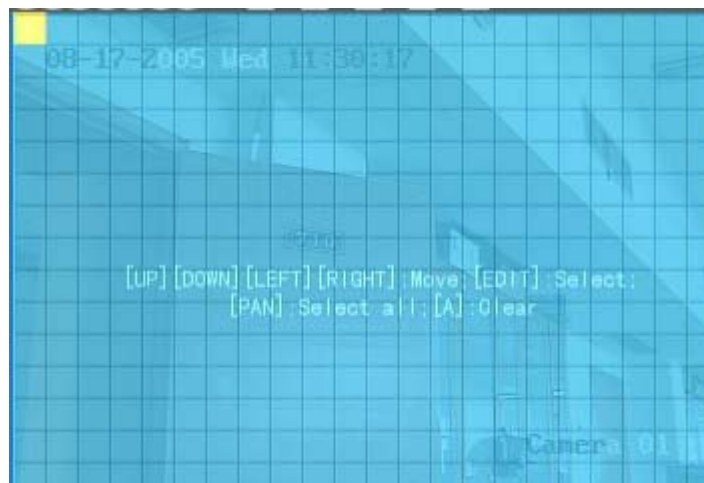 08-17-2005 Wed 11:30:17
[UP][DOWN][LEFT][RIGHT]:Move;[EDIT]:Select;
[PAN]:Select all;[A]:Clear
Camera 01